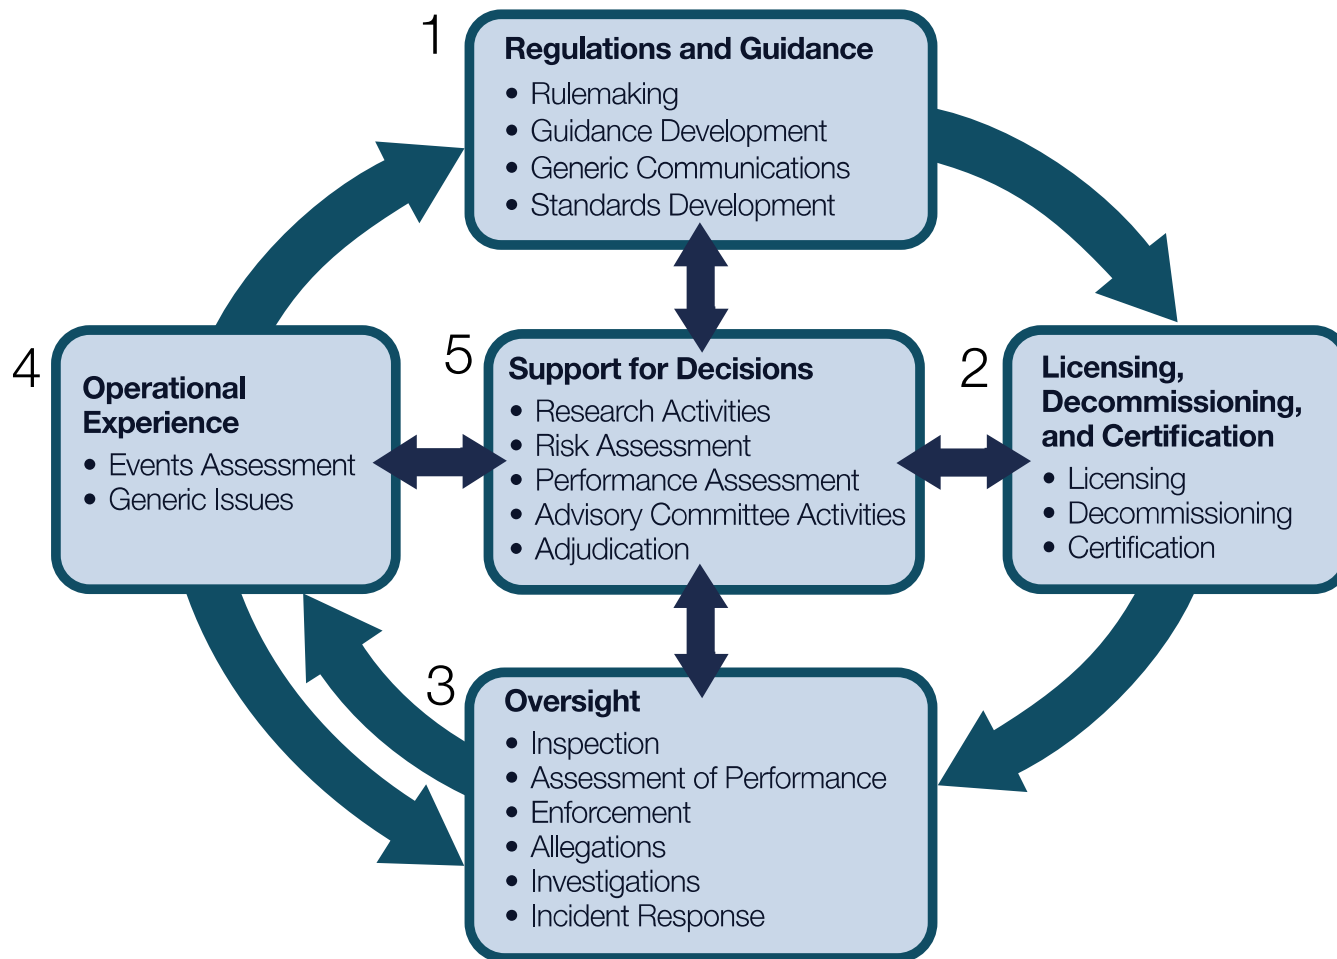 1
Regulations and Guidance
• Rulemaking
• Guidance Development
• Generic Communications
• Standards Development
4
Operational
Experience
• Events Assessment
• Generic Issues
5
Support for Decisions
• Research Activities
• Risk Assessment
• Performance Assessment
• Advisory Committee Activities
• Adjudication
2
Licensing,
Decommissioning,
and Certification
• Licensing
• Decommissioning
• Certification
3
Oversight
• Inspection
• Assessment of Performance
• Enforcement
• Allegations
• Investigations
• Incident Response